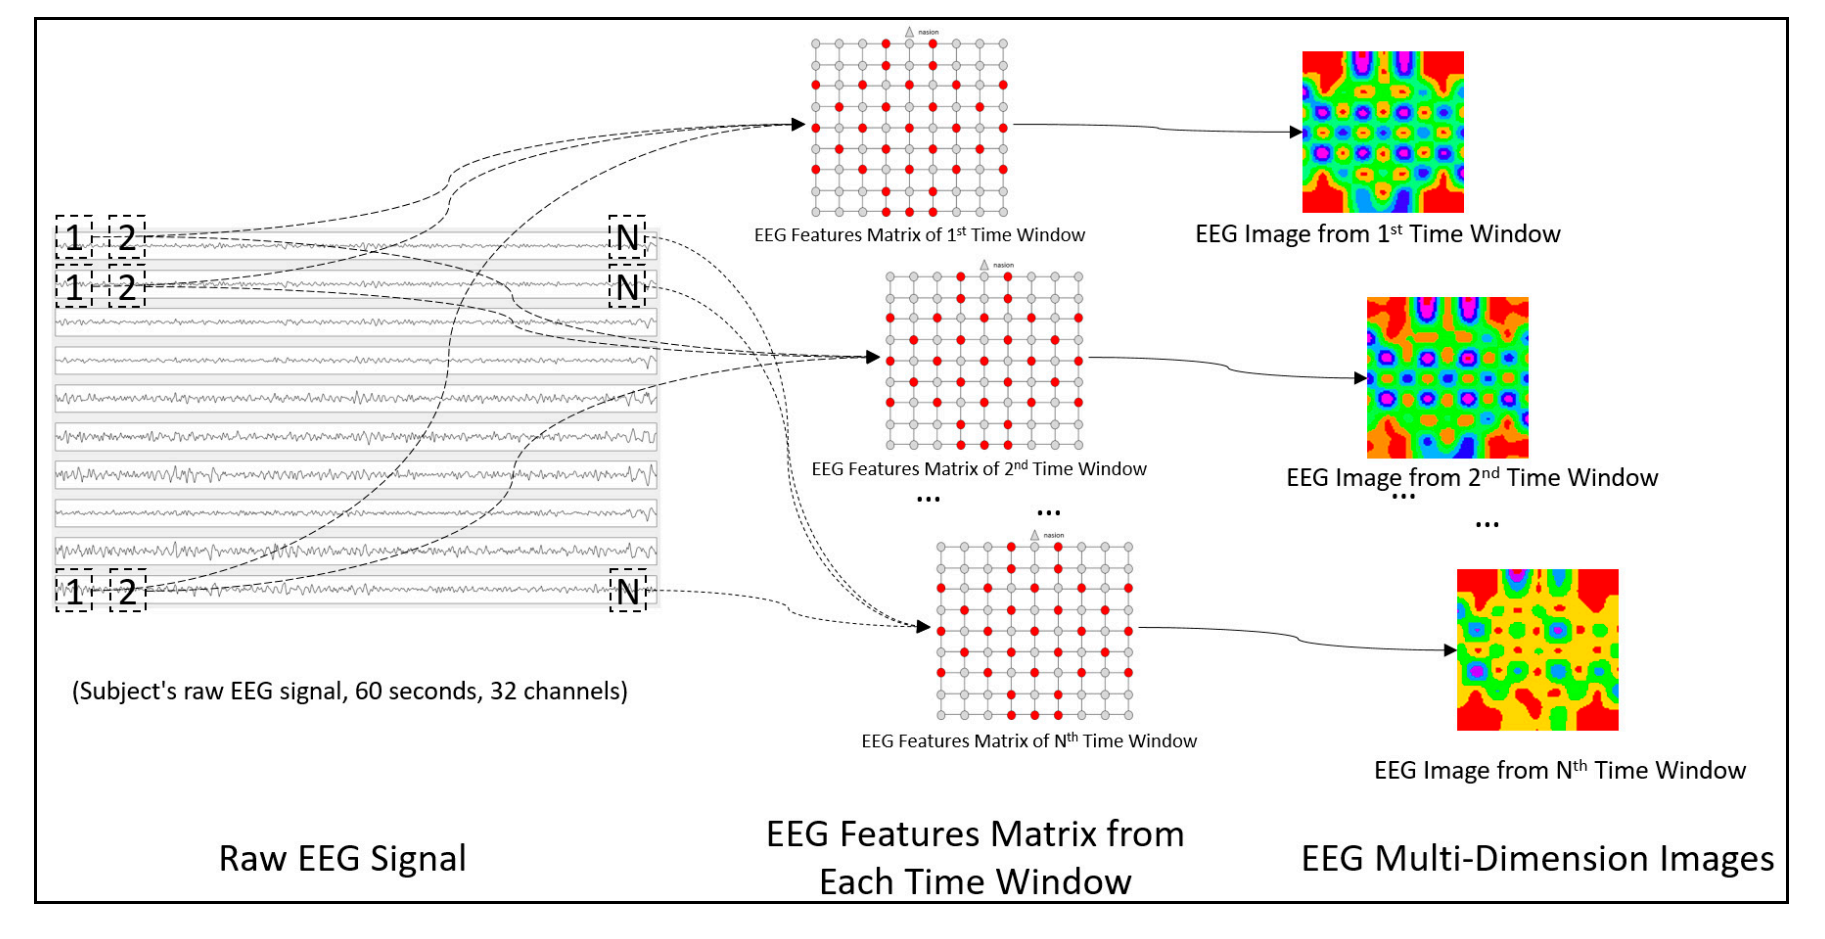 nasion
EEG Features Matrix of 1st Time Window
EEG Image from 1st Time Window
1 2 N
1 2 N
nasion
EEG Features Matrix of 2nd Time Window
EEG Image from 2nd Time Window
...
...
...
...
nasion
1 2 N
(Subject's raw EEG signal, 60 seconds, 32 channels)
EEG Features Matrix of Nth Time Window
EEG Image from Nth Time Window
Raw EEG Signal
EEG Features Matrix from
Each Time Window
EEG Multi-Dimension Images